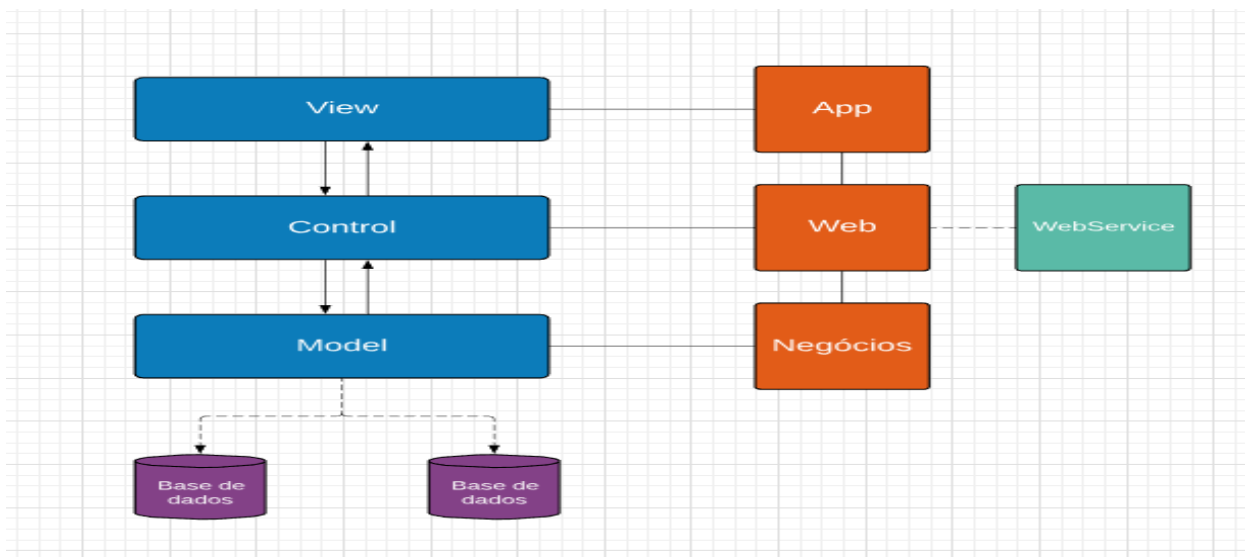 View
App
Control
Web
WebService
Model
Negócios
Base de
dados
Base de
dados